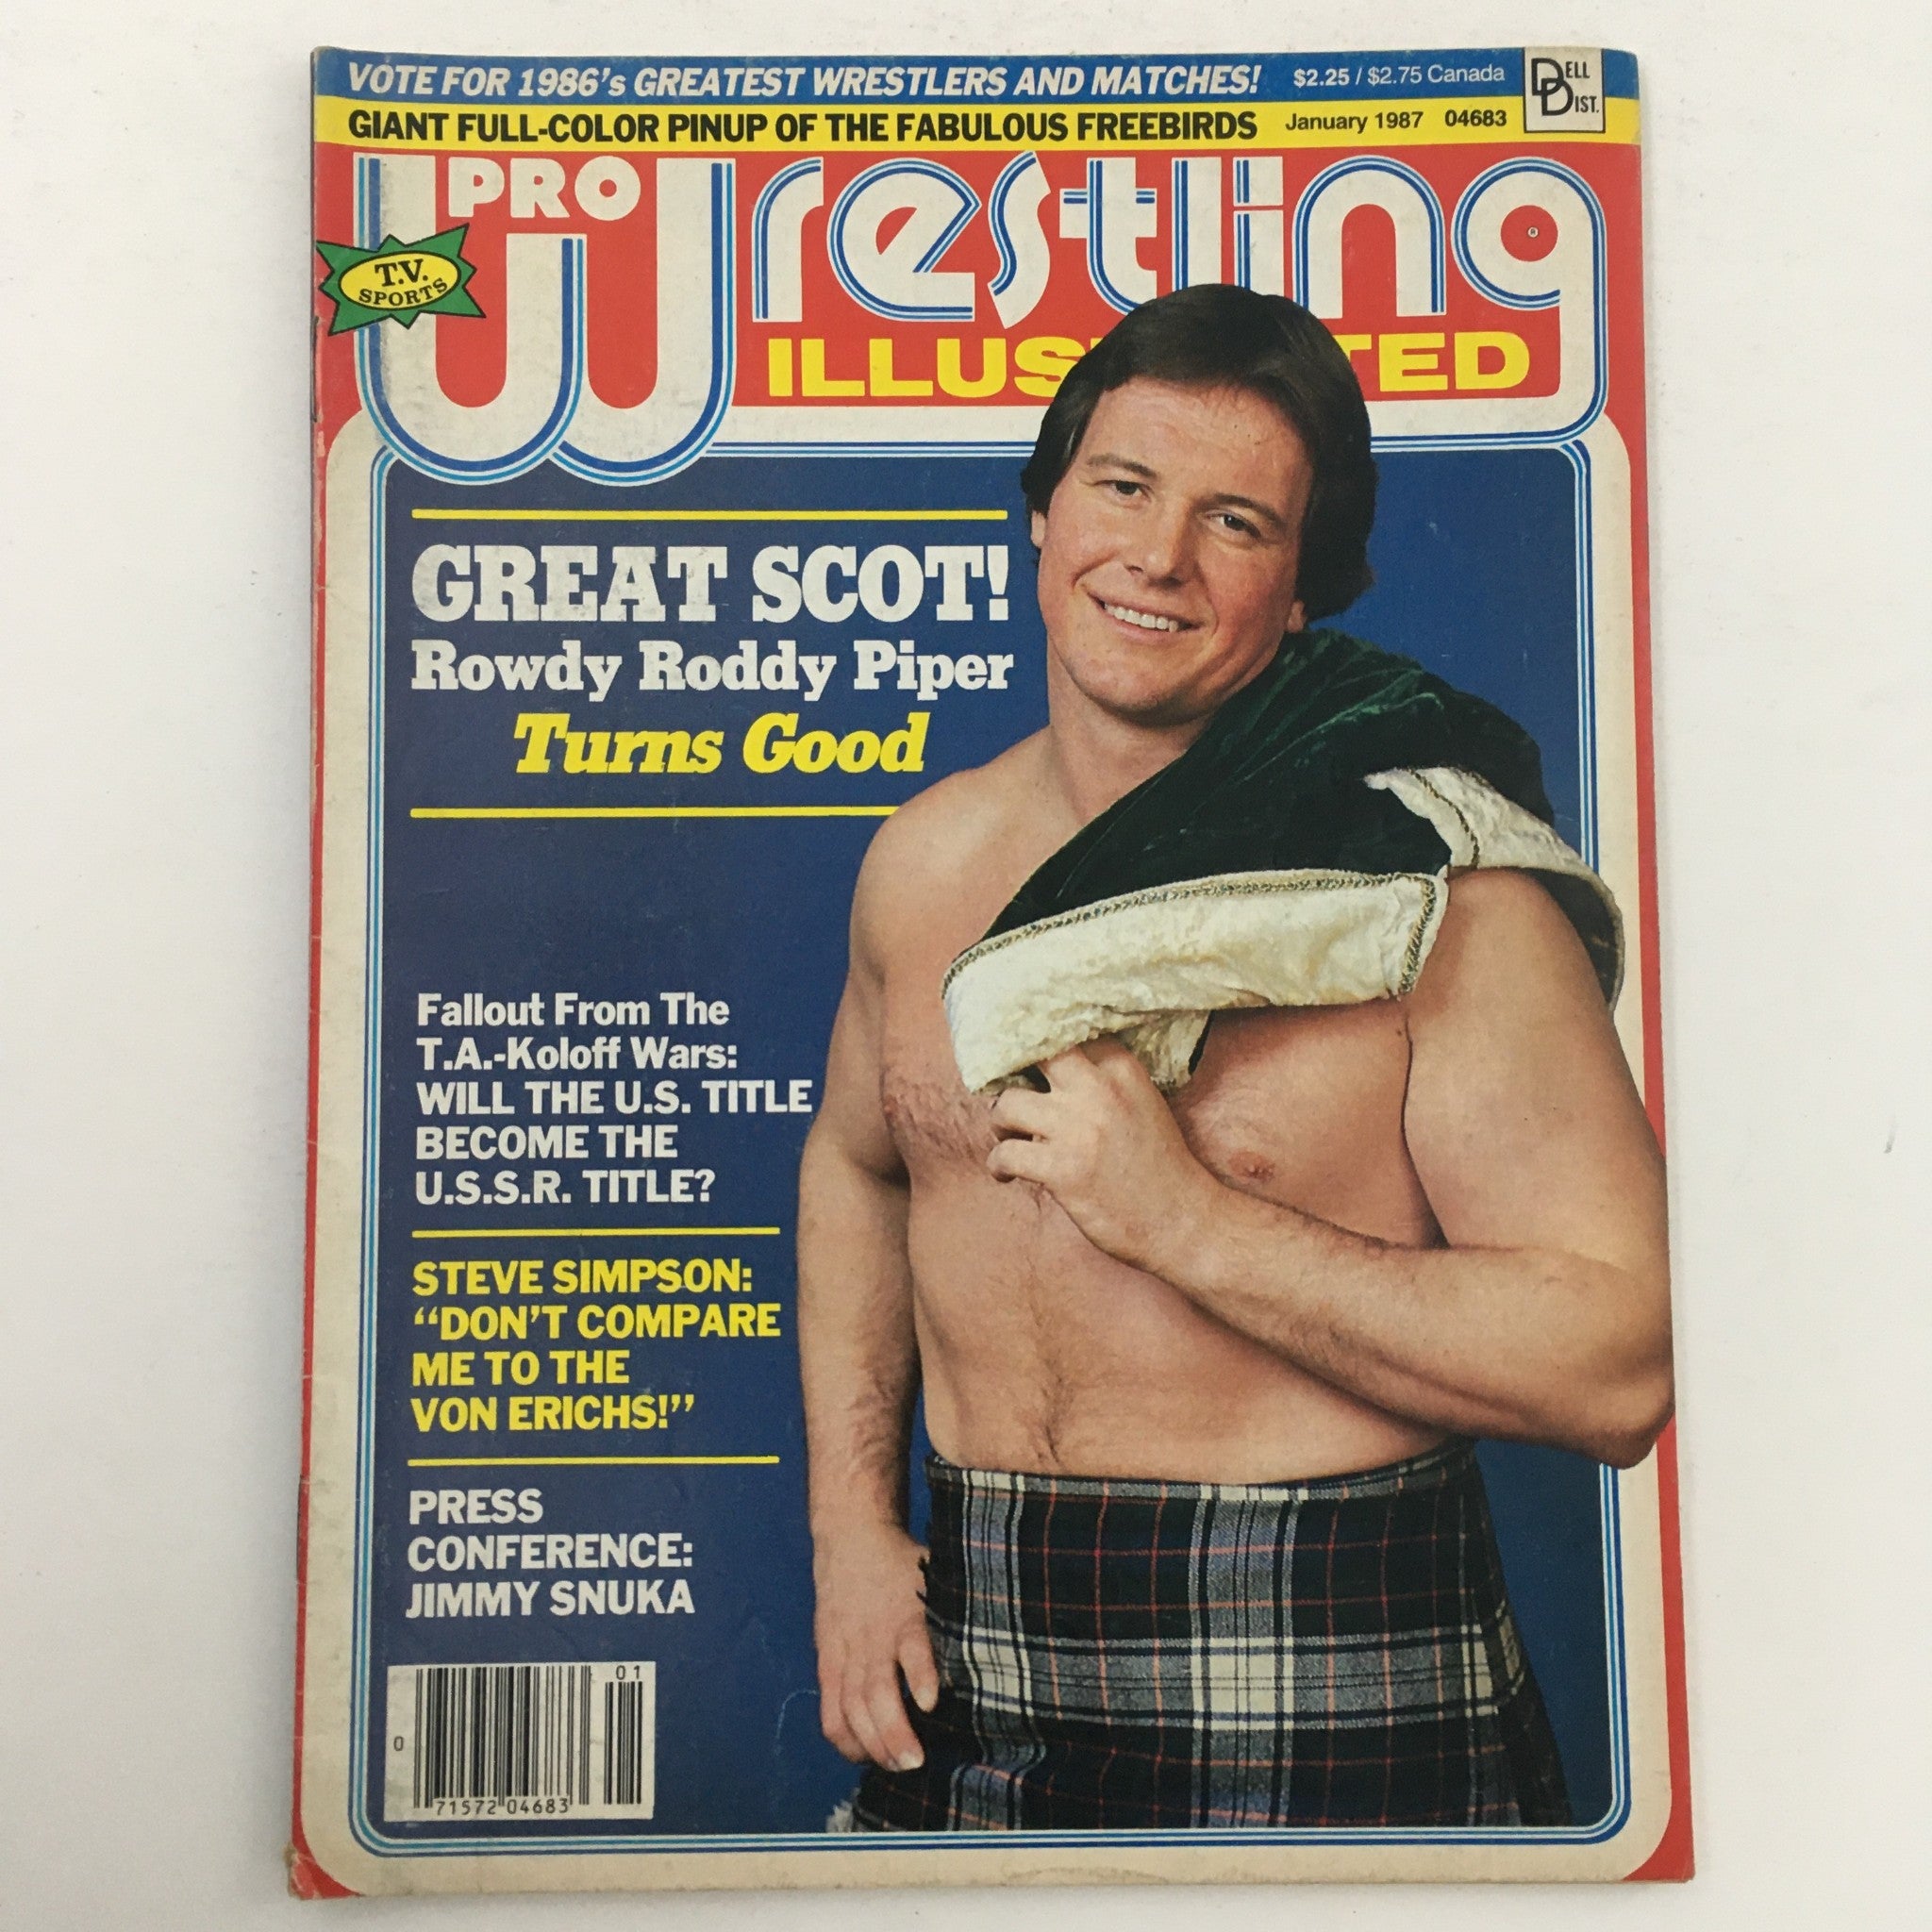 VOTE FOR 1986's GREATEST WRESTLERS AND MATCHES! $2.25 / $2.75 Canada
DELL DIST.
GIANT FULL-COLOR PINUP OF THE FABULOUS FREEBIRDS January 1987 04683
PRO
Wrestling
®
T.V.
SPORTS
ILLUSTED
GREAT SCOT!
Rowdy Roddy Piper
Turns Good
Fallout From The
T.A.-Koloff Wars:
WILL THE U.S. TITLE
BECOME THE
U.S.S.R. TITLE?
STEVE SIMPSON:
“DON'T COMPARE
ME TO THE
VON ERICHS!”
PRESS
CONFERENCE:
JIMMY SNUKA
01
0
71572 04683